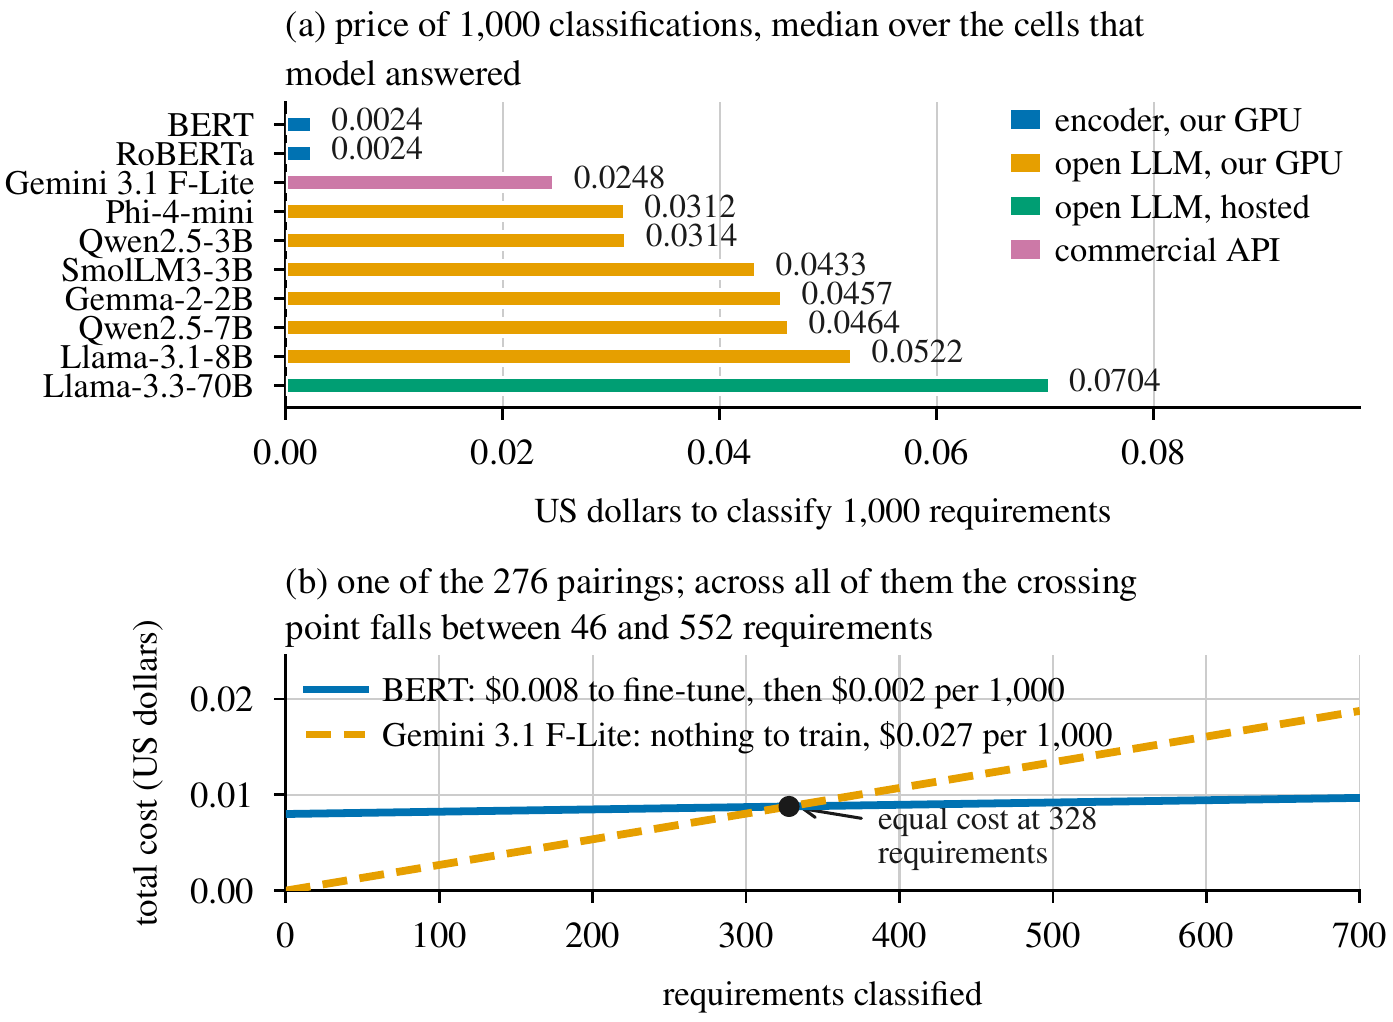 (a) price of 1,000 classifications, median over the cells that
model answered
BERT 0.0024
RoBERTa 0.0024
Gemini 3.1 F-Lite 0.0248
Phi-4-mini 0.0312
Qwen2.5-3B 0.0314
SmolLM3-3B 0.0433
Gemma-2-2B 0.0457
Qwen2.5-7B 0.0464
Llama-3.1-8B 0.0522
Llama-3.3-70B 0.0704
encoder, our GPU
open LLM, our GPU
open LLM, hosted
commercial API
0.00 0.02 0.04 0.06 0.08
US dollars to classify 1,000 requirements
(b) one of the 276 pairings; across all of them the crossing
point falls between 46 and 552 requirements
total cost (US dollars)
0.02
0.01
0.00
BERT: $0.008 to fine-tune, then $0.002 per 1,000
Gemini 3.1 F-Lite: nothing to train, $0.027 per 1,000
equal cost at 328
requirements
0 100 200 300 400 500 600 700
requirements classified